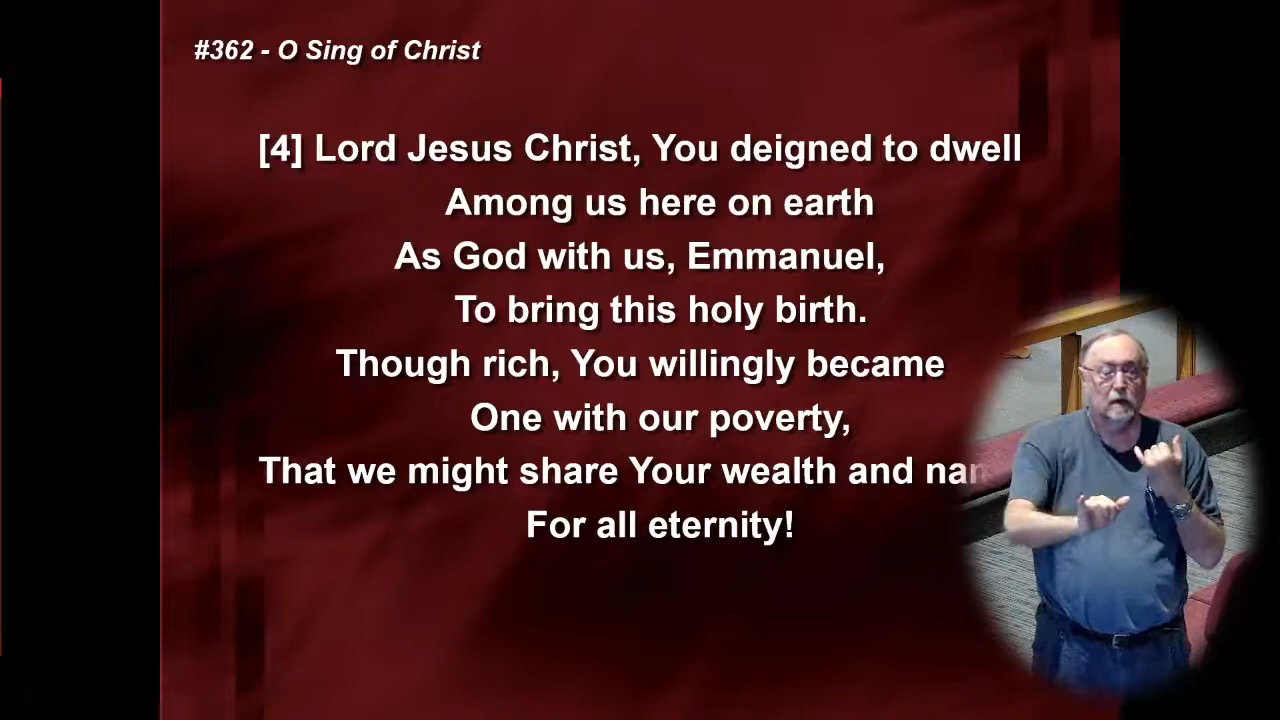 #362 - O Sing of Christ
[4] Lord Jesus Christ, You deigned to dwell
Among us here on earth
As God with us, Emmanuel,
To bring this holy birth.
Though rich, You willingly became
One with our poverty,
That we might share Your wealth and
For all eternity!